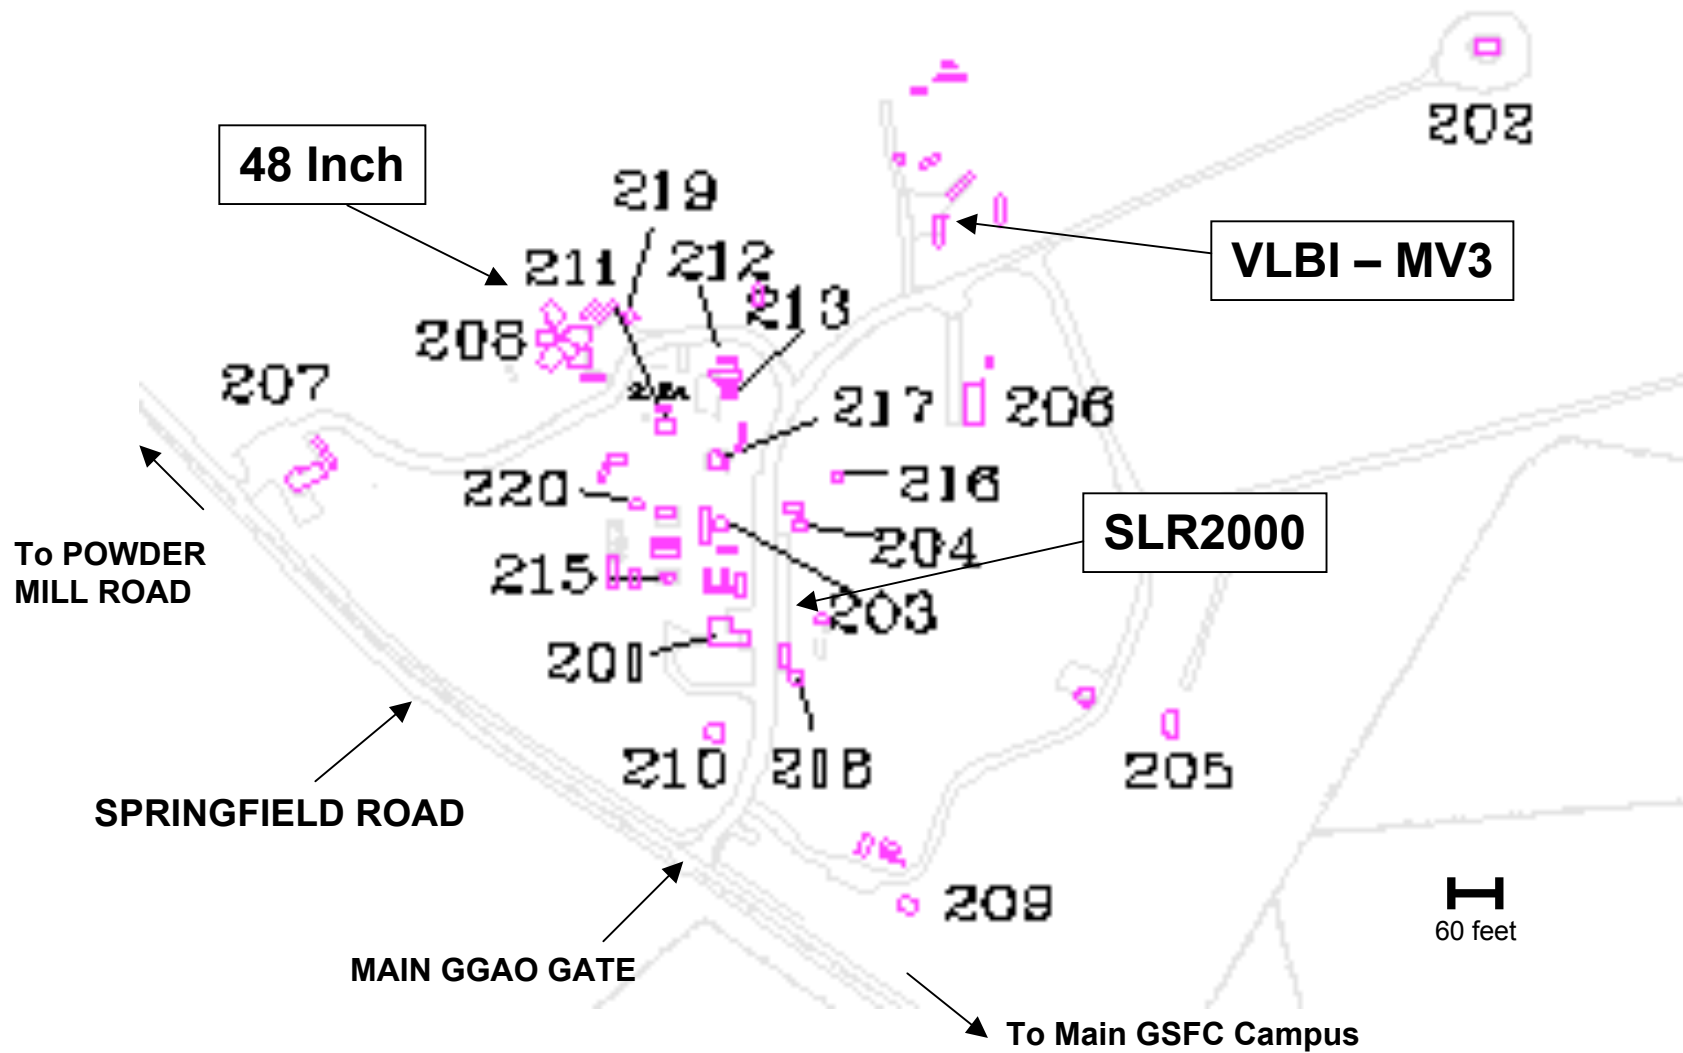 202
48 Inch
219
VLBI – MV3
211
212
213
208
207
217
206
220
216
SLR2000
204
To POWDER
MILL ROAD
215
203
201
210
218
205
SPRINGFIELD ROAD
209
60 feet
MAIN GGAO GATE
To Main GSFC Campus